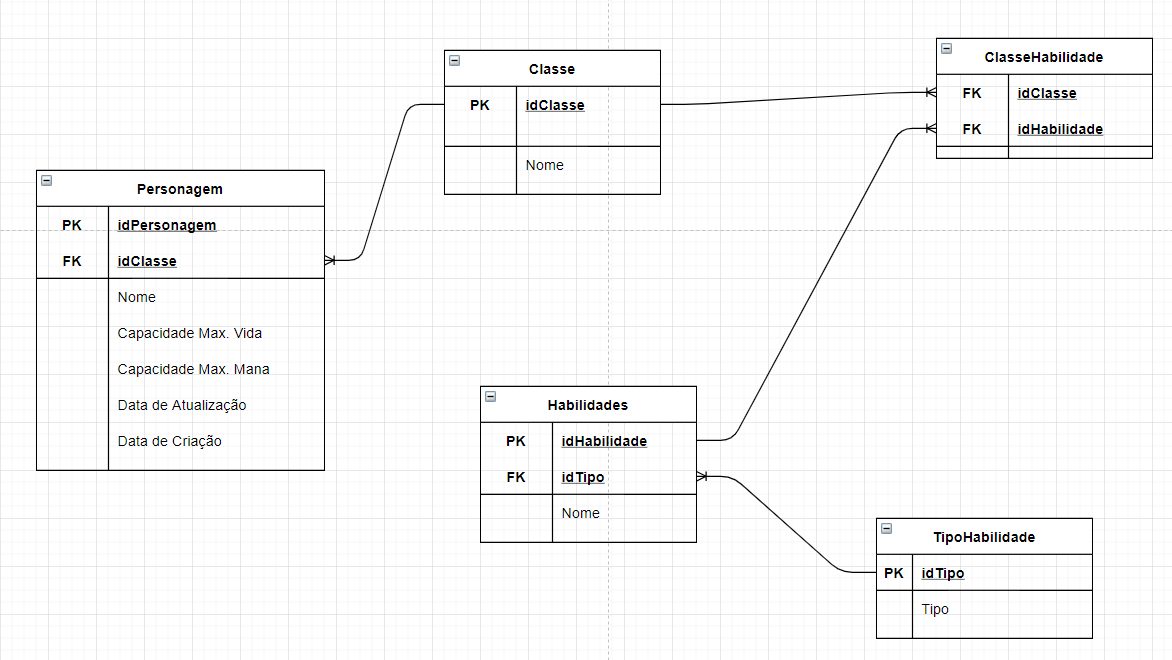 Classe
PK idClasse
Nome
ClasseHabilidade
FK idClasse
FK idHabilidade
Personagem
PK idPersonagem
FK idClasse
Nome
Capacidade Max. Vida
Capacidade Max. Mana
Data de Atualização
Data de Criação
Habilidades
PK idHabilidade
FK idTipo
Nome
TipoHabilidade
PK idTipo
Tipo